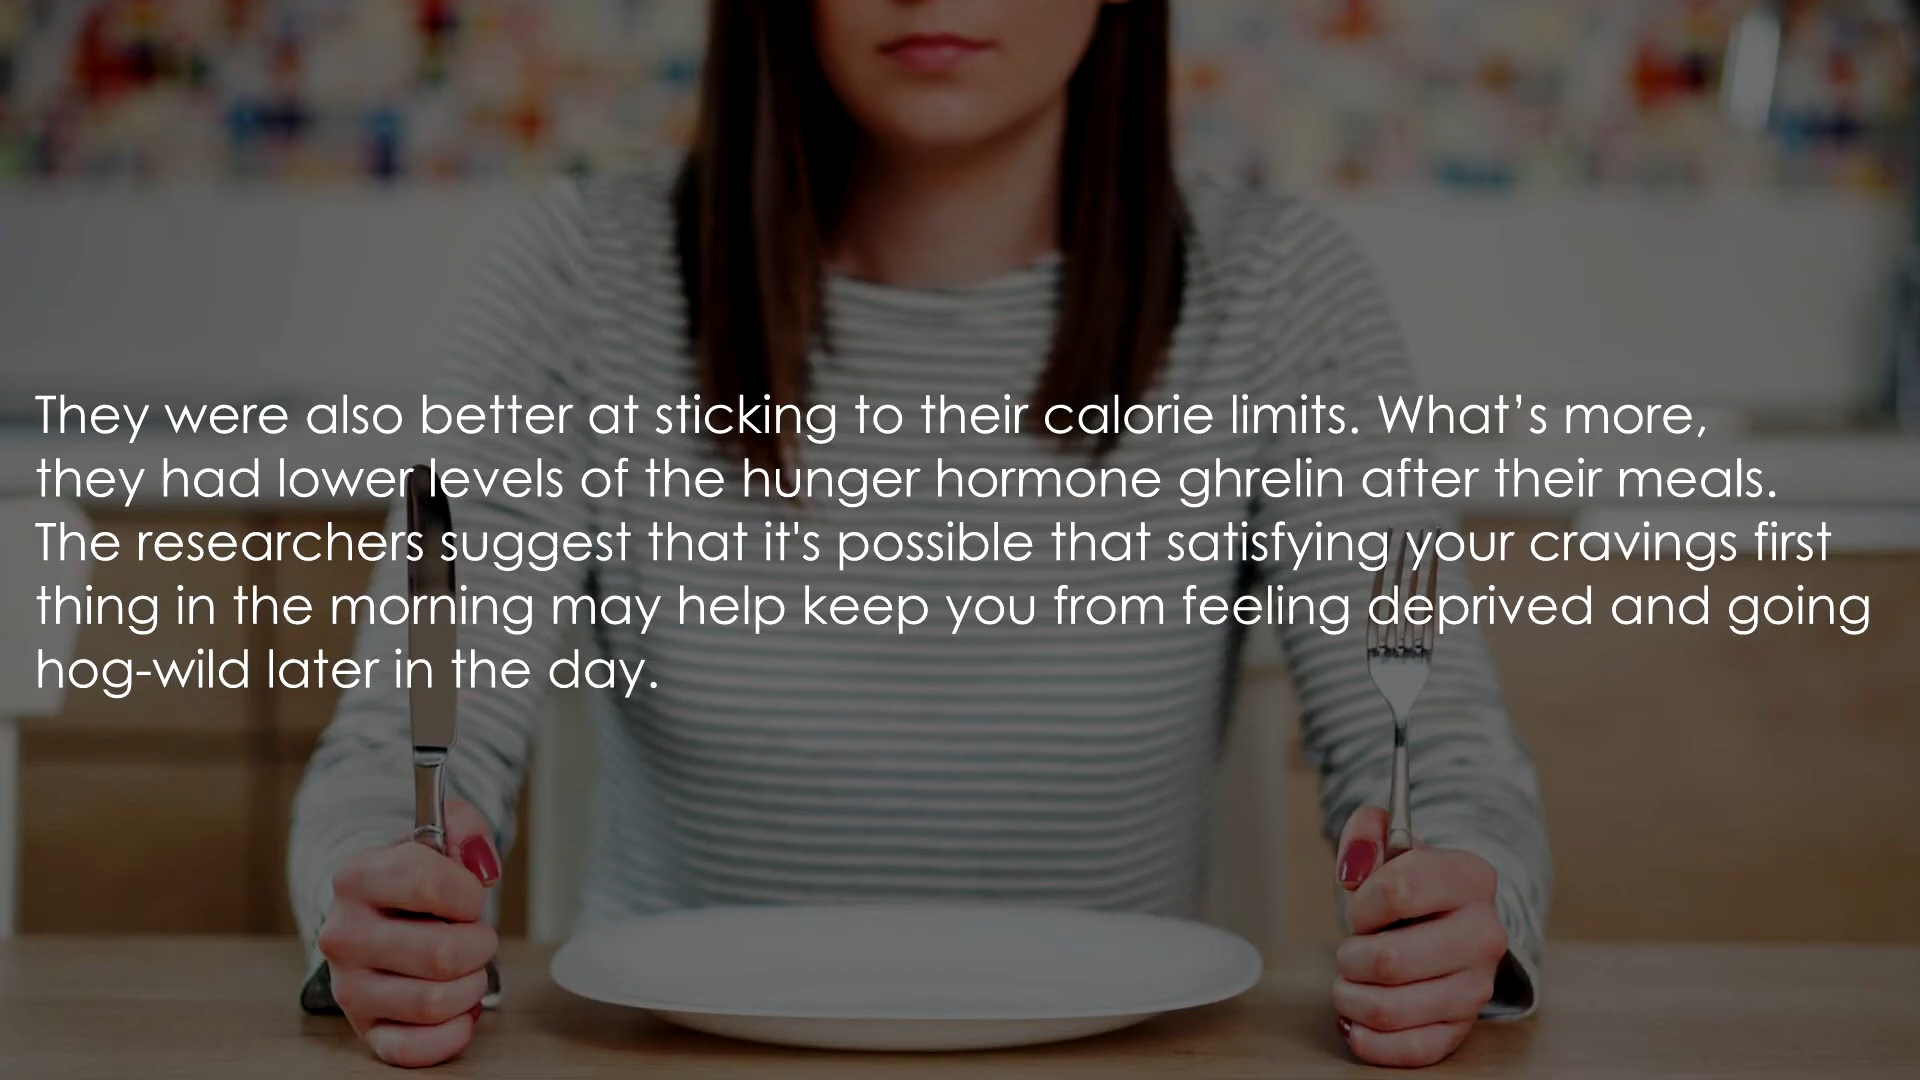 They were also better at sticking to their calorie limits. What’s more,
they had lower levels of the hunger hormone ghrelin after their meals.
The researchers suggest that it's possible that satisfying your cravings first
thing in the morning may help keep you from feeling deprived and going
hog-wild later in the day.